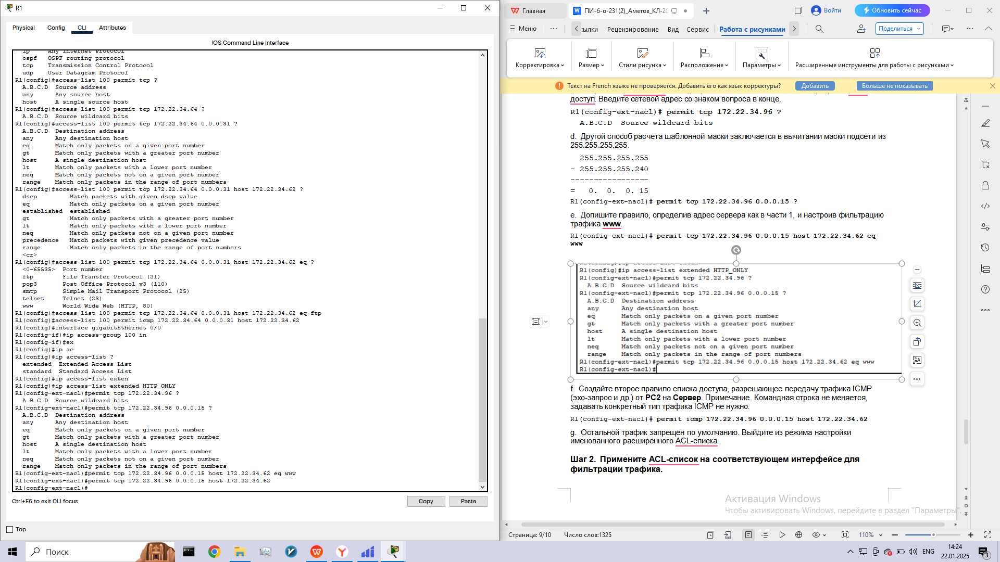 R1
Physical
Config
CLI
Attributes
IOS Command Line Interface
ip Any Internet Protocol
ospf OSPF routing protocol
tcp Transmission Control Protocol
udp User Datagram Protocol
R1(config)#access-list 100 permit tcp ?
A.B.C.D Source address
any Any source host
host A single source host
R1(config)#access-list 100 permit tcp 172.22.34.64 ?
A.B.C.D Source wildcard bits
R1(config)#access-list 100 permit tcp 172.22.34.64 0.0.0.31 ?
A.B.C.D Destination address
any Any destination host
eq Match only packets on a given port number
gt Match only packets with a greater port number
host A single destination host
lt Match only packets with a lower port number
neq Match only packets not on a given port number
range Match only packets in the range of port numbers
R1(config)#access-list 100 permit tcp 172.22.34.64 0.0.0.31 host 172.22.34.62 ?
dscp Match packets with given dscp value
eq Match only packets on a given port number
established established
gt Match only packets with a greater port number
lt Match only packets with a lower port number
neq Match only packets not on a given port number
precedence Match packets with given precedence value
range Match only packets in the range of port numbers
<cr>
R1(config)#access-list 100 permit tcp 172.22.34.64 0.0.0.31 host 172.22.34.62 eq ?
<0-65535> Port number
ftp File Transfer Protocol (21)
pop3 Post Office Protocol v3 (110)
smtp Simple Mail Transport Protocol (25)
telnet Telnet (23)
www World Wide Web (HTTP, 80)
R1(config)#access-list 100 permit tcp 172.22.34.64 0.0.0.31 host 172.22.34.62 eq ftp
R1(config)#access-list 100 permit icmp 172.22.34.64 0.0.0.31 host 172.22.34.62
R1(config)#interface gigabitEthernet 0/0
R1(config-if)#ip access-group 100 in
R1(config-if)#ex
R1(config)#ip ac
R1(config)#ip access-list ?
extended Extended Access List
standard Standard Access List
R1(config)#ip access-list exten
R1(config)#ip access-list extended HTTP_ONLY
R1(config-ext-nacl)#permit tcp 172.22.34.96 ?
A.B.C.D Source wildcard bits
R1(config-ext-nacl)#permit tcp 172.22.34.96 0.0.0.15 ?
A.B.C.D Destination address
any Any destination host
eq Match only packets on a given port number
gt Match only packets with a greater port number
host A single destination host
lt Match only packets with a lower port number
neq Match only packets not on a given port number
range Match only packets in the range of port numbers
R1(config-ext-nacl)#permit tcp 172.22.34.96 0.0.0.15 host 172.22.34.62 eq www
R1(config-ext-nacl)#permit tcp 172.22.34.96 0.0.0.15 host 172.22.34.62
R1(config-ext-nacl)#
Ctrl+F6 to exit CLI focus
Copy
Paste
Top
Главная
ПИ-б-о-231(2)_Аметов_КЛ-20
Войти
Обновить сейчас
Меню
сылки
Рецензирование
Вид
Сервис
Работа с рисунками
Поделиться
Корректировка
Размер
Стили рисунка
Расположение
Параметры
Расширенные инструменты для работы с рисунками
Текст на French языке не проверяется. Добавить его как язык корректуры?
Добавить
Больше не показывать
доступ. Введите сетевой адрес со знаком вопроса в конце.
R1(config-ext-nacl)# permit tcp 172.22.34.96 ?
A.B.C.D Source wildcard bits
d. Другой способ расчёта шаблонной маски заключается в вычитании маски подсети из
255.255.255.255.
255.255.255.255
- 255.255.255.240
-----------------
= 0. 0. 0. 15
R1(config-ext-nacl)# permit tcp 172.22.34.96 0.0.0.15 ?
e. Допишите правило, определив адрес сервера как в части 1, и настроив фильтрацию
трафика www.
R1(config-ext-nacl)# permit tcp 172.22.34.96 0.0.0.15 host 172.22.34.62 eq
www
R1(config)#ip access-list extended HTTP_ONLY
R1(config-ext-nacl)#permit tcp 172.22.34.96 ?
A.B.C.D Source wildcard bits
R1(config-ext-nacl)#permit tcp 172.22.34.96 0.0.0.15 ?
A.B.C.D Destination address
any Any destination host
eq Match only packets on a given port number
gt Match only packets with a greater port number
host A single destination host
lt Match only packets with a lower port number
neq Match only packets not on a given port number
range Match only packets in the range of port numbers
R1(config-ext-nacl)#permit tcp 172.22.34.96 0.0.0.15 host 172.22.34.62 eq www
R1(config-ext-nacl)#
f. Создайте второе правило списка доступа, разрешающее передачу трафика ICMP
(эхо-запрос и др.) от PC2 на Сервер. Примечание. Командная строка не меняется,
задавать конкретный тип трафика ICMP не нужно.
R1(config-ext-nacl)# permit icmp 172.22.34.96 0.0.0.15 host 172.22.34.62
g. Остальной трафик запрещён по умолчанию. Выйдите из режима настройки
именованного расширенного ACL-списка.
Шаг 2. Примените ACL-список на соответствующем интерфейсе для
фильтрации трафика.
Активация Windows
Чтобы активировать Windows, перейдите в раздел "Параметры".
Страница: 9/10
Число слов:1325
110%
Поиск
ENG
14:24
22.01.2025
3